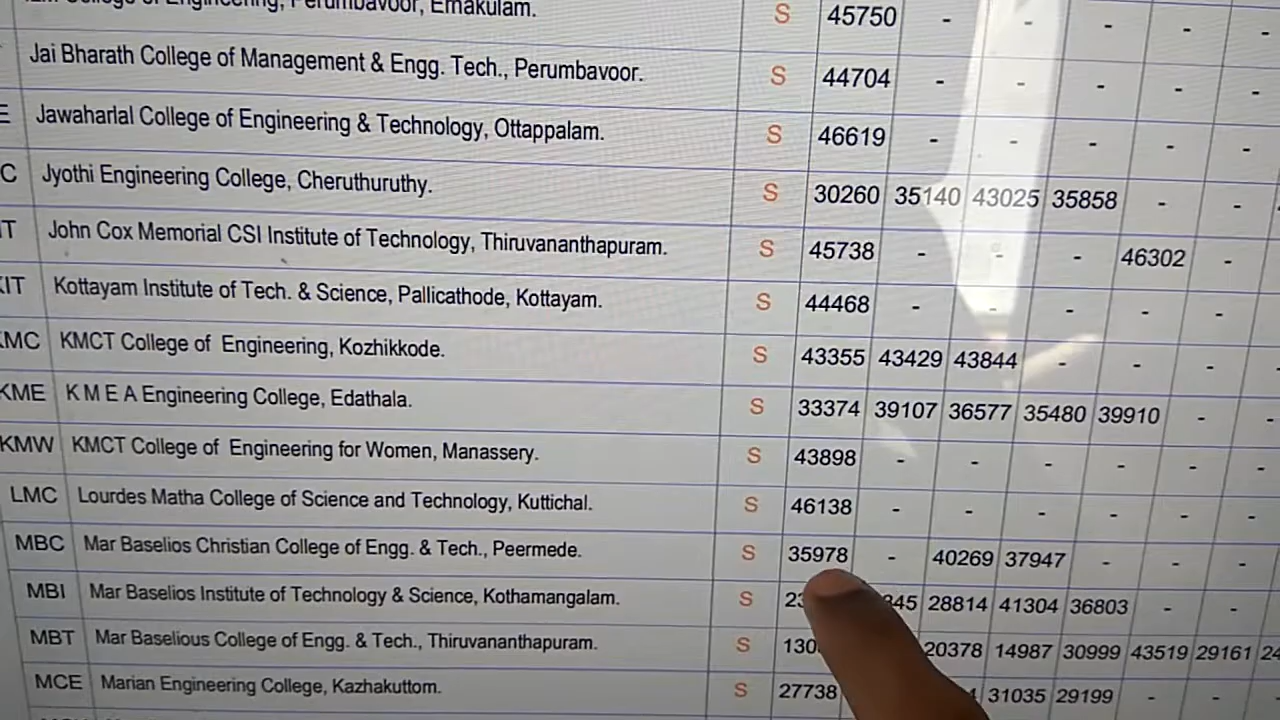 Perumbavoor, Ernakulam. S 45750 - - - - -
Jai Bharath College of Management & Engg. Tech., Perumbavoor. S 44704 - - - - -
E Jawaharlal College of Engineering & Technology, Ottappalam. S 46619 - - - - -
C Jyothi Engineering College, Cheruthuruthy. S 30260 35140 43025 35858 - -
IT John Cox Memorial CSI Institute of Technology, Thiruvananthapuram. S 45738 - - - 46302 -
KIT Kottayam Institute of Tech. & Science, Pallicathode, Kottayam. S 44468 - - - - -
KMC KMCT College of Engineering, Kozhikkode. S 43355 43429 43844 - - - -
KME K M E A Engineering College, Edathala. S 33374 39107 36577 35480 39910 - -
KMW KMCT College of Engineering for Women, Manassery. S 43898 - - - - - -
LMC Lourdes Matha College of Science and Technology, Kuttichal. S 46138 - - - - - -
MBC Mar Baselios Christian College of Engg. & Tech., Peermede. S 35978 - 40269 37947 - - -
MBI Mar Baselios Institute of Technology & Science, Kothamangalam. S 28814 41304 36803 - -
MBT Mar Baselious College of Engg. & Tech., Thiruvananthapuram. S 20378 14987 30999 43519 29161
MCE Marian Engineering College, Kazhakuttom. S 27738 31035 29199 - - -